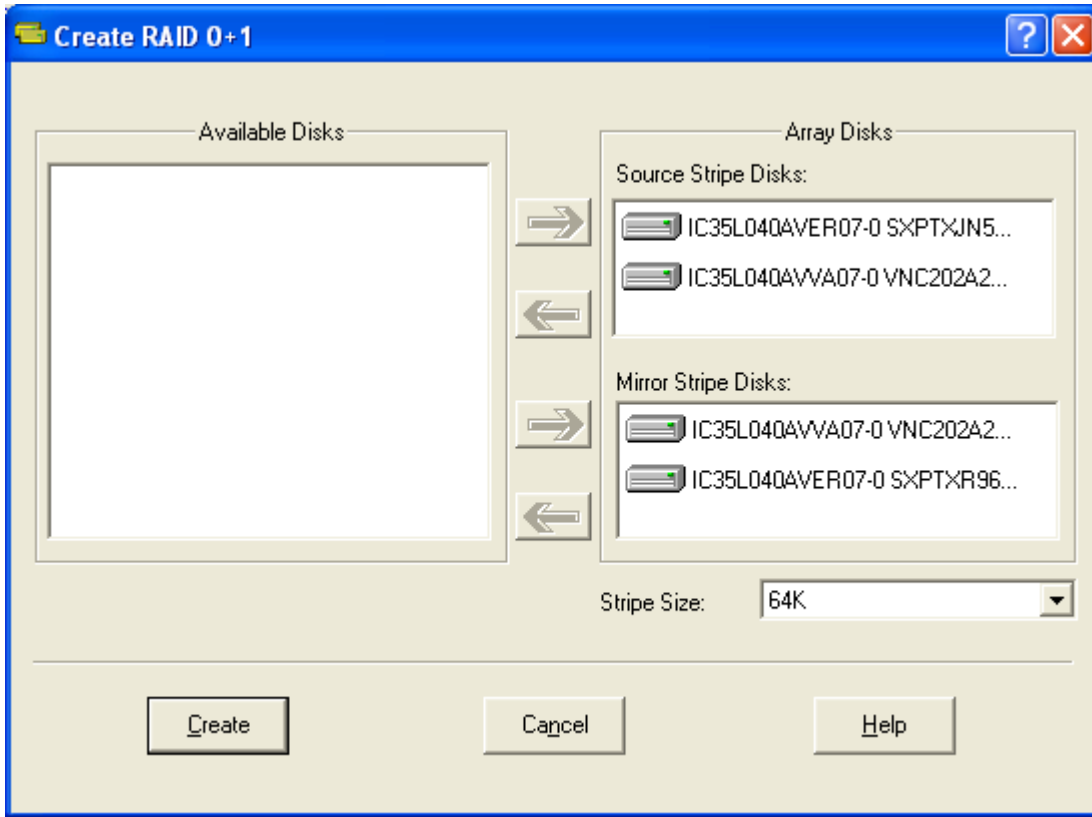 Create RAID 0+1
Available Disks
Array Disks
Source Stripe Disks:
IC35L040AVER07-0 SXPTXJN5...
IC35L040AVVA07-0 VNC202A2...
Mirror Stripe Disks:
IC35L040AVVA07-0 VNC202A2...
IC35L040AVER07-0 SXPTXR96...
Stripe Size:
64K
Create
Cancel
Help